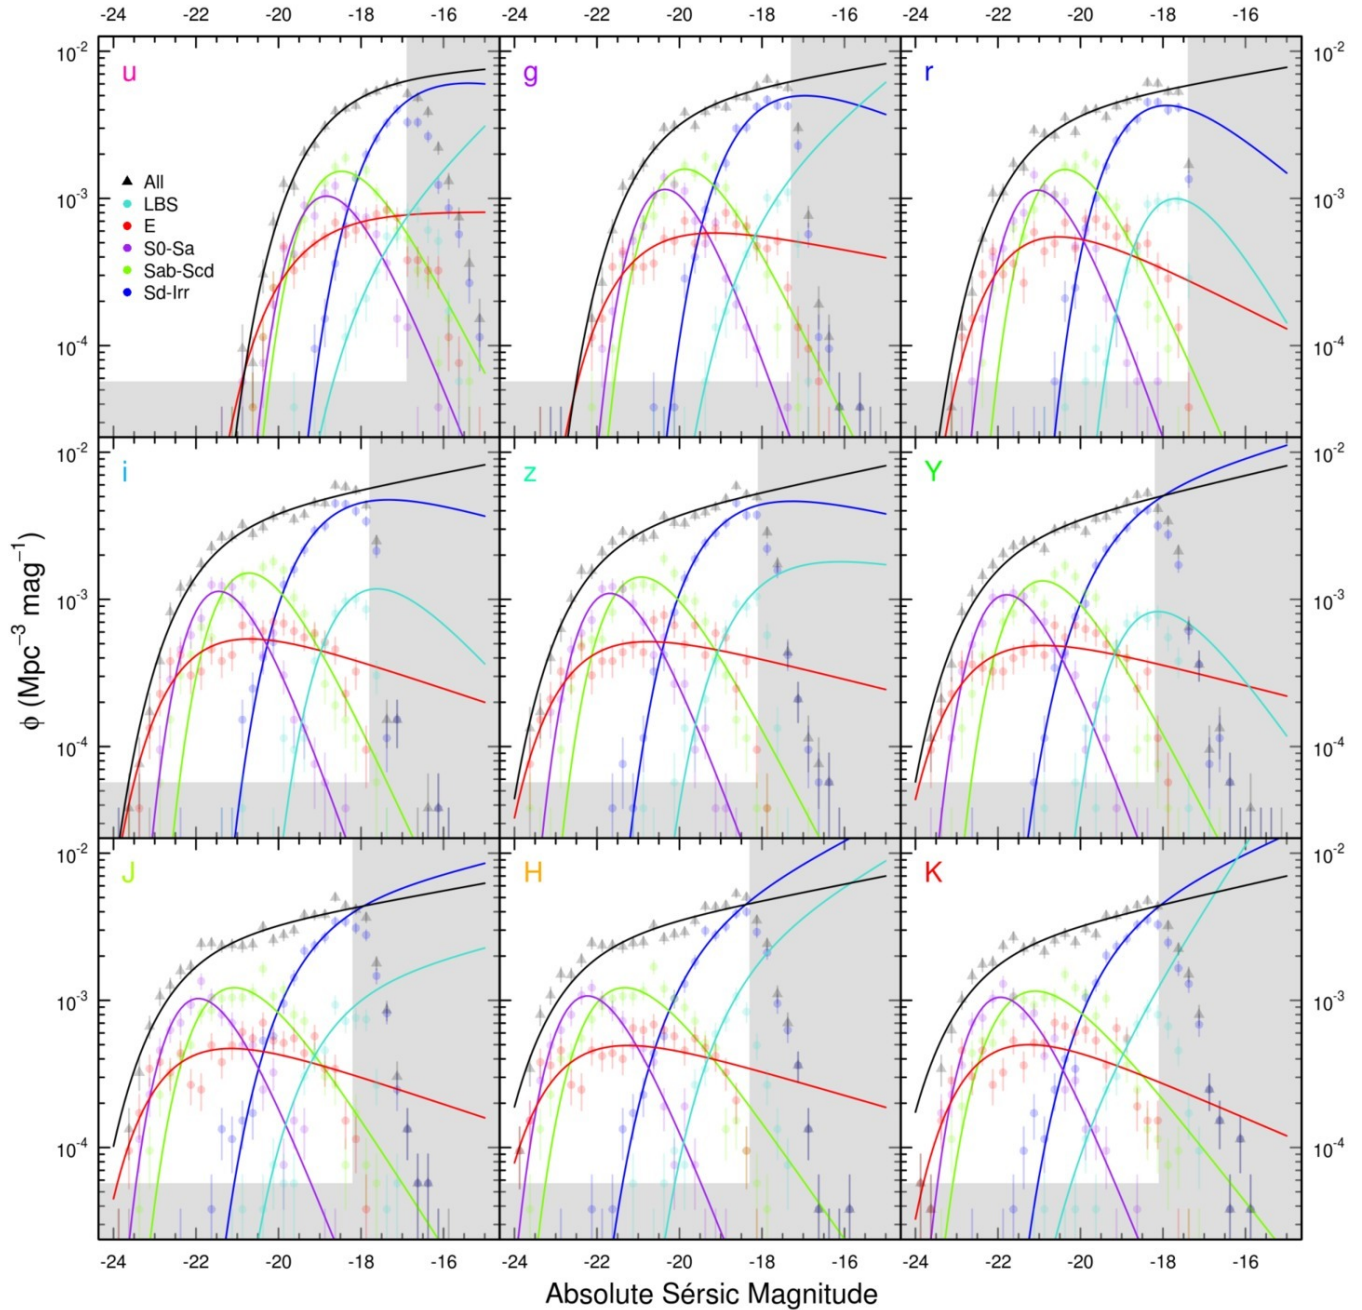 -24 -22 -20 -18 -16 -24 -22 -20 -18 -16 -24 -22 -20 -18 -16
10⁻² u g r 10⁻²
All
LBS
10⁻³ E 10⁻³
S0-Sa
Sab-Scd
Sd-Irr
10⁻⁴ 10⁻⁴
10⁻² i z Y 10⁻²
10⁻³ 10⁻³
ϕ (Mpc⁻³ mag⁻¹)
10⁻⁴ 10⁻⁴
10⁻² J H K 10⁻²
10⁻³ 10⁻³
10⁻⁴ 10⁻⁴
-24 -22 -20 -18 -16 -24 -22 -20 -18 -16 -24 -22 -20 -18 -16
Absolute Sérsic Magnitude